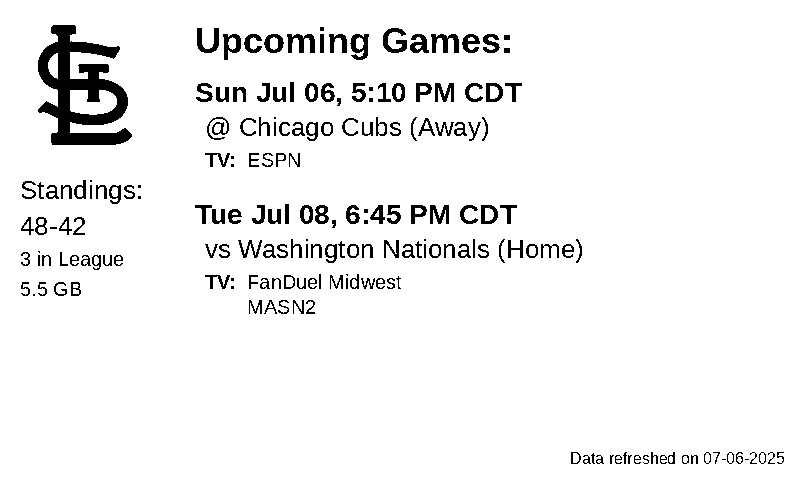 STL
Standings:
48-42
3 in League
5.5 GB
Upcoming Games:
Sun Jul 06, 5:10 PM CDT
@ Chicago Cubs (Away)
TV: ESPN
Tue Jul 08, 6:45 PM CDT
vs Washington Nationals (Home)
TV: FanDuel Midwest
MASN2
Data refreshed on 07-06-2025